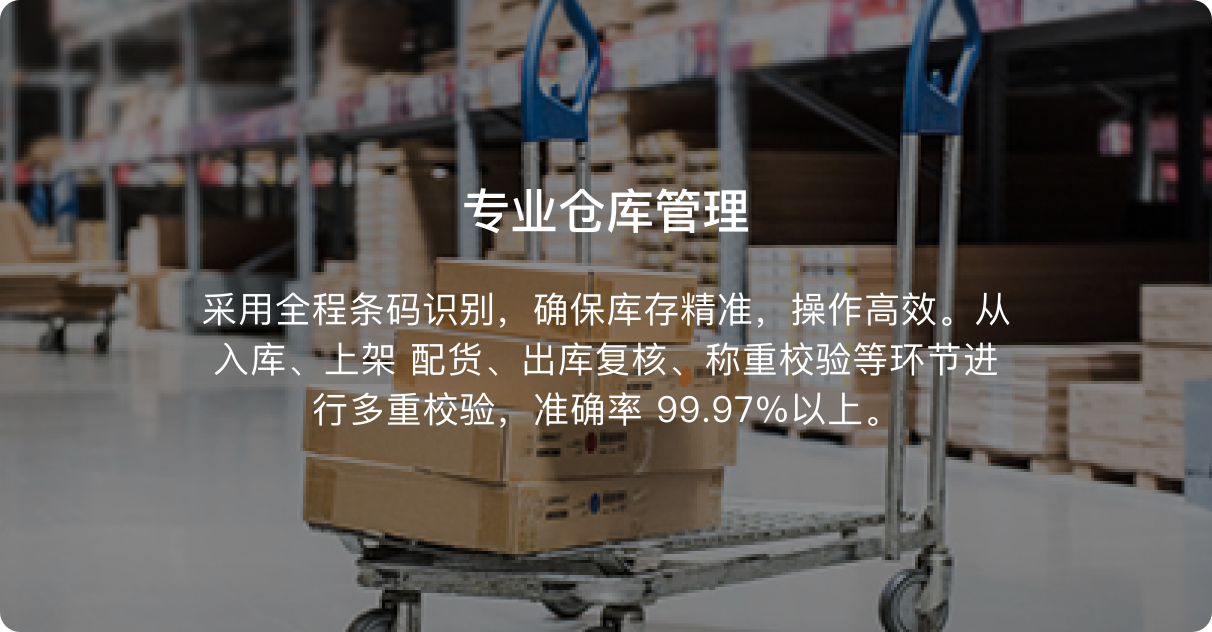 专业仓库管理
采用全程条码识别，确保库存精准，操作高效。从
入库、上架 配货、出库复核、称重校验等环节进
行多重校验，准确率 99.97%以上。